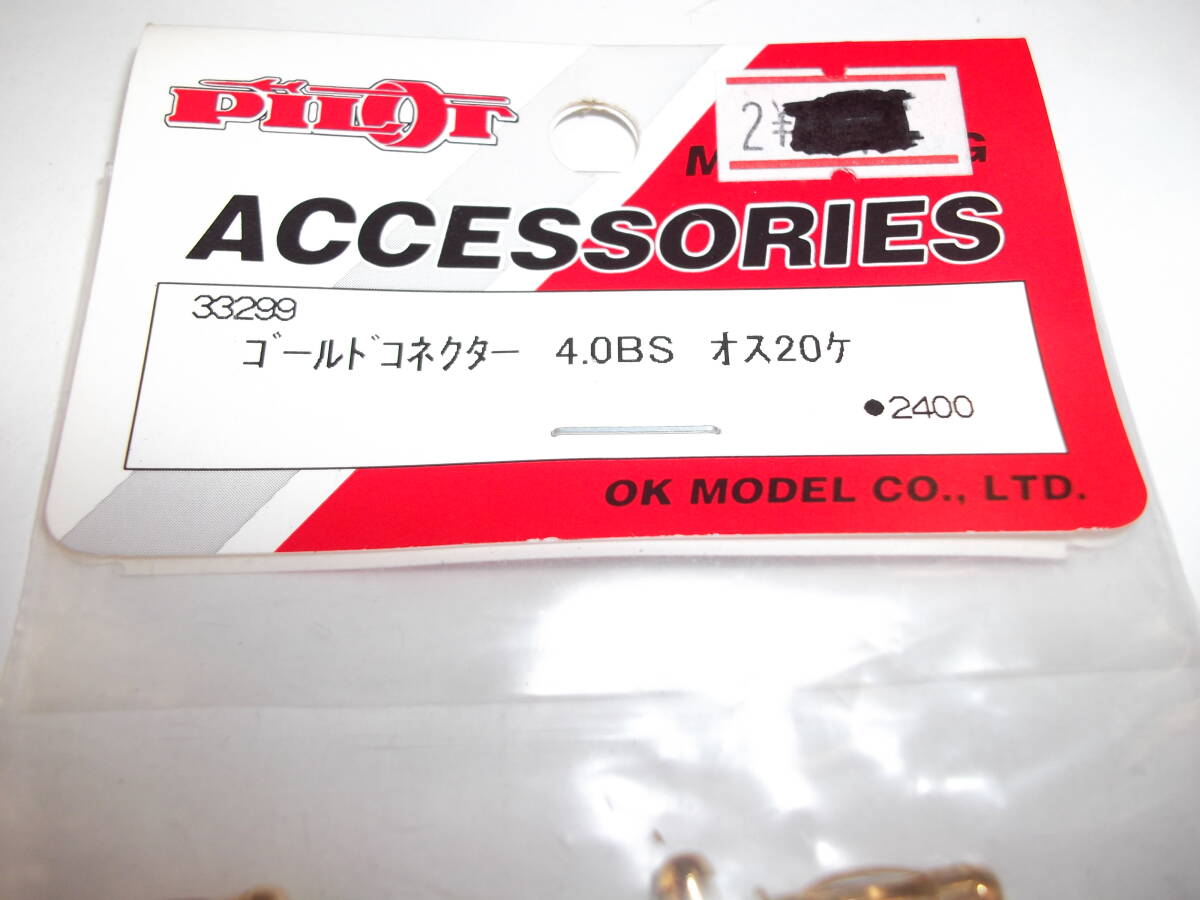 PILOT
2¥
ACCESSORIES
33299
ｺﾞｰﾙﾄﾞｺﾈｸﾀｰ 4.0BS ｵｽ20ｹ
●2400
OK MODEL CO., LTD.